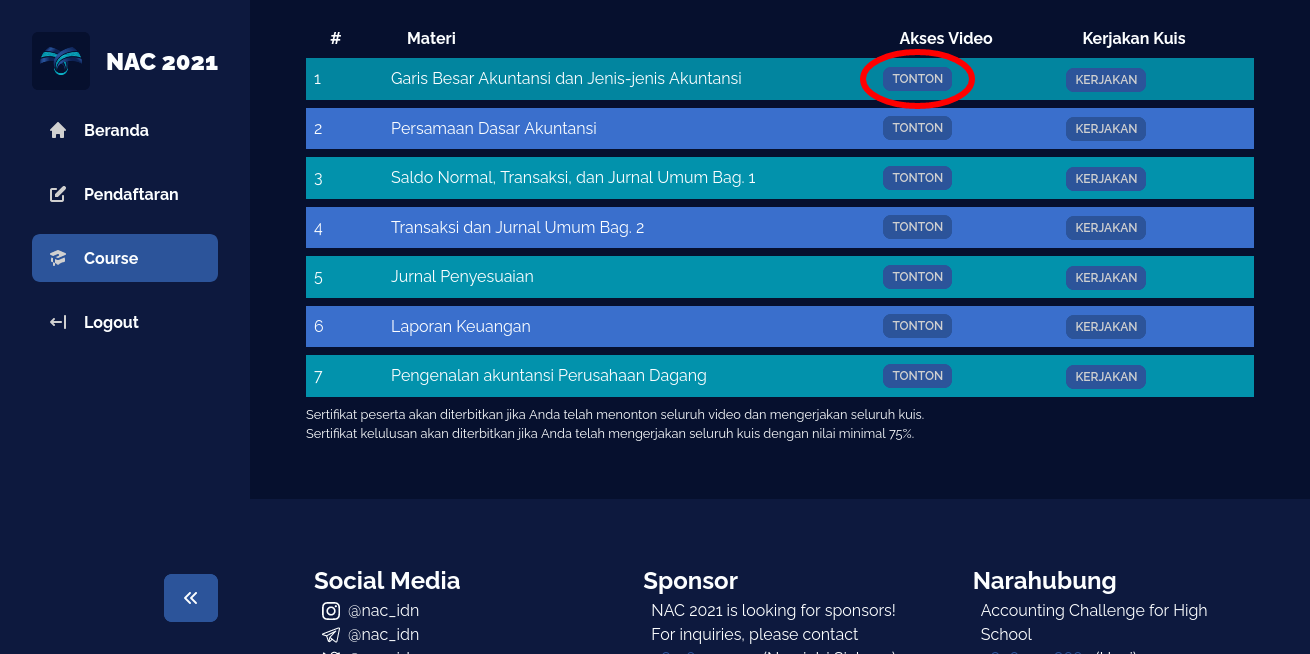 NAC 2021
Beranda
Pendaftaran
Course
Logout
# Materi Akses Video Kerjakan Kuis
1 Garis Besar Akuntansi dan Jenis-jenis Akuntansi TONTON KERJAKAN
2 Persamaan Dasar Akuntansi TONTON KERJAKAN
3 Saldo Normal, Transaksi, dan Jurnal Umum Bag. 1 TONTON KERJAKAN
4 Transaksi dan Jurnal Umum Bag. 2 TONTON KERJAKAN
5 Jurnal Penyesuaian TONTON KERJAKAN
6 Laporan Keuangan TONTON KERJAKAN
7 Pengenalan akuntansi Perusahaan Dagang TONTON KERJAKAN
Sertifikat peserta akan diterbitkan jika Anda telah menonton seluruh video dan mengerjakan seluruh kuis.
Sertifikat kelulusan akan diterbitkan jika Anda telah mengerjakan seluruh kuis dengan nilai minimal 75%.
Social Media
@nac_idn
@nac_idn
Sponsor
NAC 2021 is looking for sponsors!
For inquiries, please contact
Narahubung
Accounting Challenge for High
School